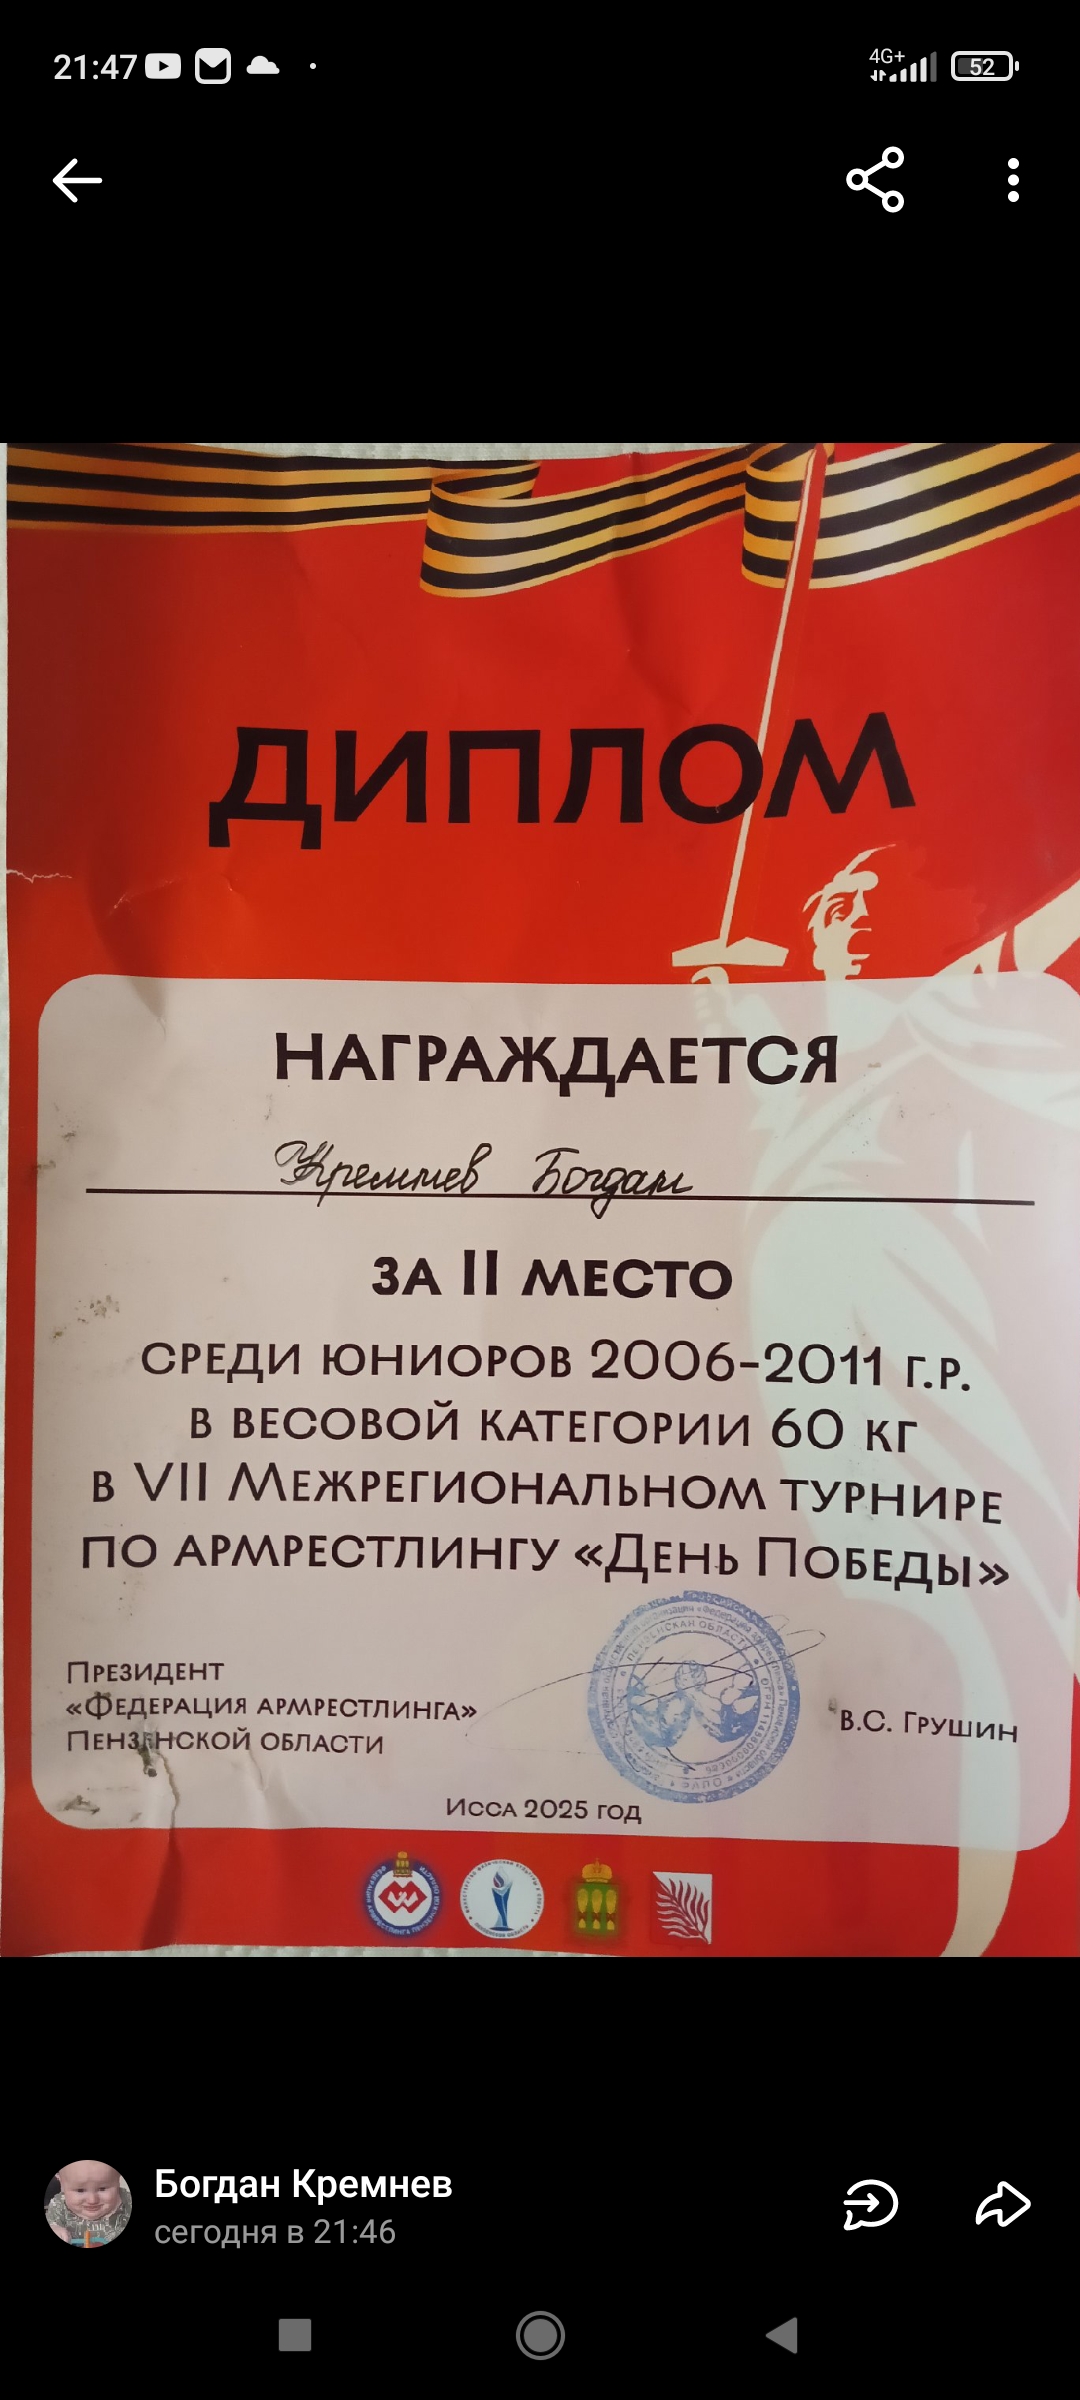 21:47
4G+
52
ДИПЛОМ
НАГРАЖДАЕТСЯ
Кремнев Богдан
ЗА II МЕСТО
СРЕДИ ЮНИОРОВ 2006-2011 Г.Р.
В ВЕСОВОЙ КАТЕГОРИИ 60 КГ
В VII МЕЖРЕГИОНАЛЬНОМ ТУРНИРЕ
ПО АРМРЕСТЛИНГУ «ДЕНЬ ПОБЕДЫ»
ПРЕЗИДЕНТ
«ФЕДЕРАЦИЯ АРМРЕСТЛИНГА»
ПЕНЗЕНСКОЙ ОБЛАСТИ
ПЕНЗЕНСКАЯ ОБЛАСТЬ
В.С. ГРУШИН
ИССА 2025 ГОД
Богдан Кремнев
сегодня в 21:46